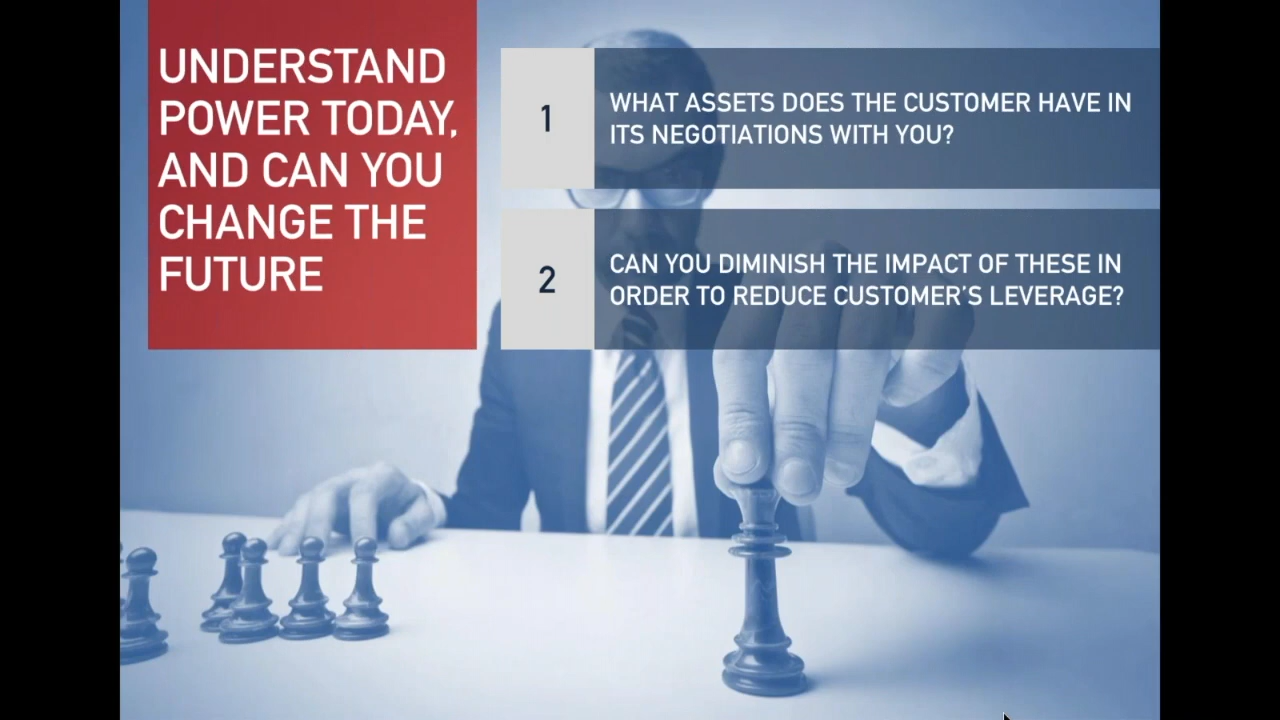 UNDERSTAND
POWER TODAY,
AND CAN YOU
CHANGE THE
FUTURE
1
WHAT ASSETS DOES THE CUSTOMER HAVE IN
ITS NEGOTIATIONS WITH YOU?
2
CAN YOU DIMINISH THE IMPACT OF THESE IN
ORDER TO REDUCE CUSTOMER'S LEVERAGE?